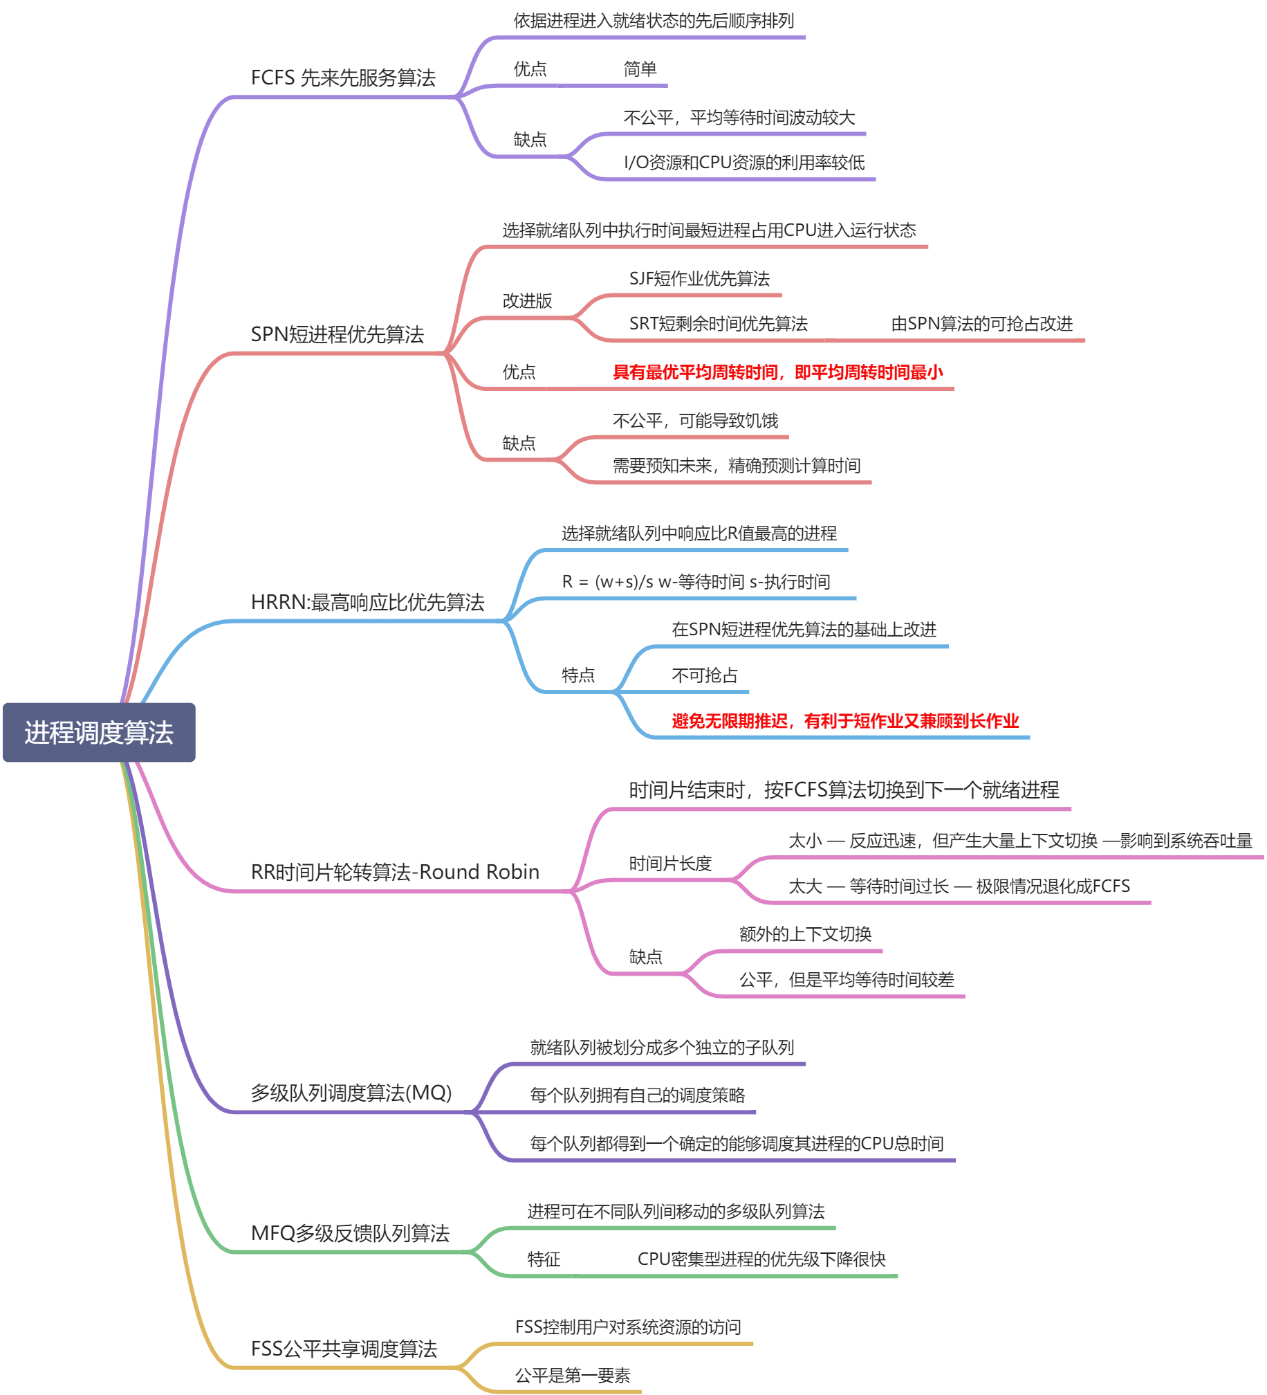 进程调度算法
FCFS 先来先服务算法
依据进程进入就绪状态的先后顺序排列
优点
简单
缺点
不公平，平均等待时间波动较大
I/O资源和CPU资源的利用率较低
SPN短进程优先算法
选择就绪队列中执行时间最短进程占用CPU进入运行状态
改进版
SJF短作业优先算法
SRT短剩余时间优先算法
由SPN算法的可抢占改进
优点
具有最优平均周转时间，即平均周转时间最小
缺点
不公平，可能导致饥饿
需要预知未来，精确预测计算时间
HRRN:最高响应比优先算法
选择就绪队列中响应比R值最高的进程
R = (w+s)/s w-等待时间 s-执行时间
特点
在SPN短进程优先算法的基础上改进
不可抢占
避免无限期推迟，有利于短作业又兼顾到长作业
RR时间片轮转算法-Round Robin
时间片结束时，按FCFS算法切换到下一个就绪进程
时间片长度
太小 — 反应迅速，但产生大量上下文切换 —影响到系统吞吐量
太大 — 等待时间过长 — 极限情况退化成FCFS
缺点
额外的上下文切换
公平，但是平均等待时间较差
多级队列调度算法(MQ)
就绪队列被划分成多个独立的子队列
每个队列拥有自己的调度策略
每个队列都得到一个确定的能够调度其进程的CPU总时间
MFQ多级反馈队列算法
进程可在不同队列间移动的多级队列算法
特征
CPU密集型进程的优先级下降很快
FSS公平共享调度算法
FSS控制用户对系统资源的访问
公平是第一要素